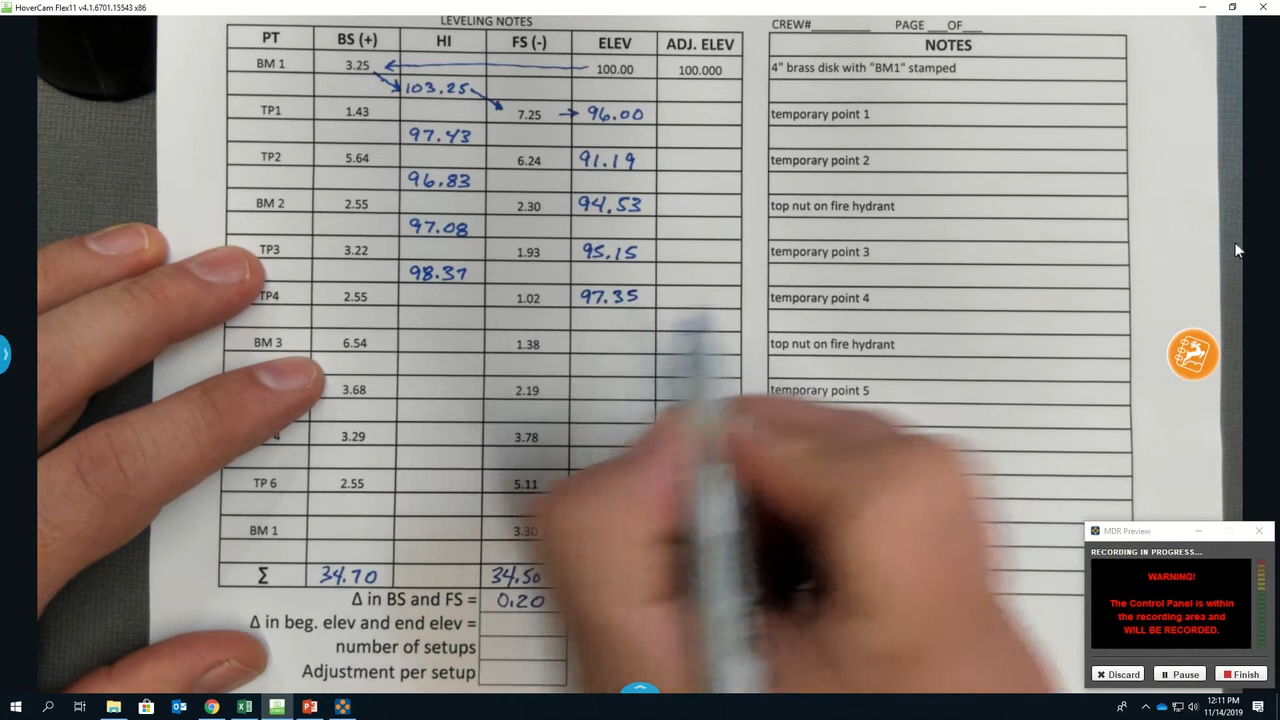 HoverCam Flex11 v4.1.6701.15543 x86
LEVELING NOTES
CREW#________ PAGE ___OF___
PT BS (+) HI FS (-) ELEV ADJ. ELEV NOTES
BM 1 3.25 100.00 100.000 4" brass disk with "BM1" stamped
103.25
TP1 1.43 7.25 96.00 temporary point 1
97.43
TP2 5.64 6.24 91.19 temporary point 2
96.83
BM 2 2.55 2.30 94.53 top nut on fire hydrant
97.08
TP3 3.22 1.93 95.15 temporary point 3
98.37
TP4 2.55 1.02 97.35 temporary point 4
BM 3 6.54 1.38 top nut on fire hydrant
3.68 2.19 temporary point 5
4 3.29 3.78
TP 6 2.55 5.11
BM 1 3.30
Σ 34.70 34.50
Δ in BS and FS = 0.20
Δ in beg. elev and end elev =
number of setups
Adjustment per setup
MDR Preview
RECORDING IN PROGRESS...
WARNING!
The Control Panel is within
the recording area and
WILL BE RECORDED.
Discard Pause Finish
12:11 PM
11/14/2019